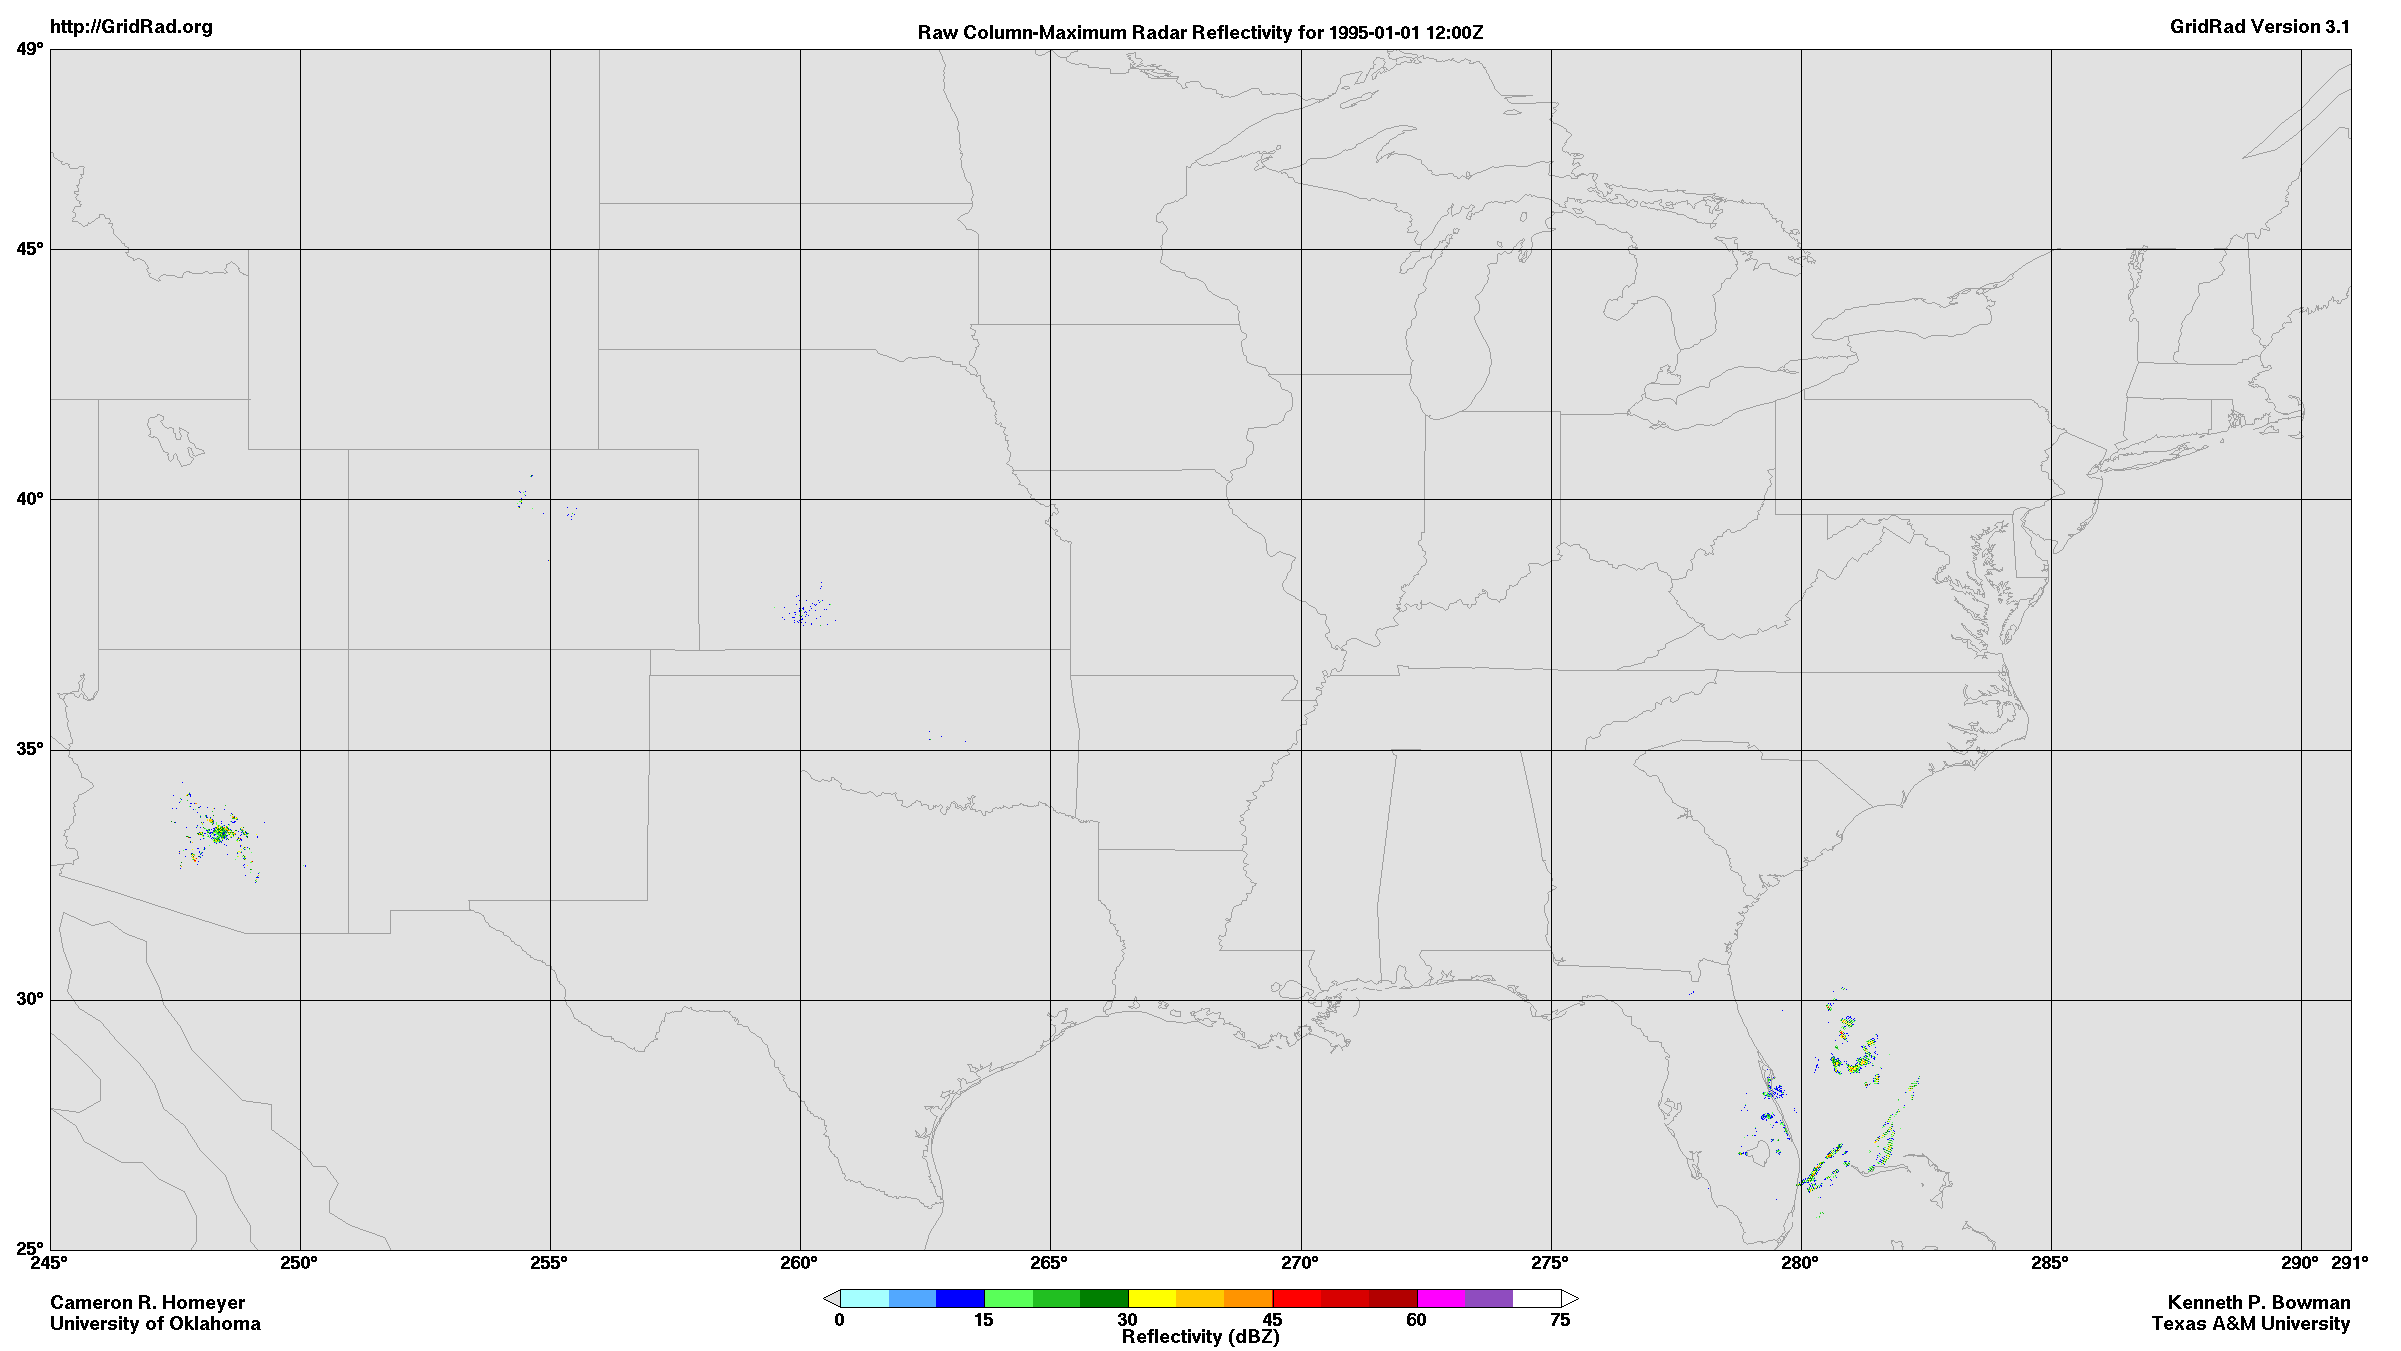 http://GridRad.org
Raw Column-Maximum Radar Reflectivity for 1995-01-01 12:00Z
GridRad Version 3.1
49°
45°
40°
35°
30°
25°
245° 250° 255° 260° 265° 270° 275° 280° 285° 290° 291°
Cameron R. Homeyer
University of Oklahoma
0 15 30 45 60 75
Reflectivity (dBZ)
Kenneth P. Bowman
Texas A&M University